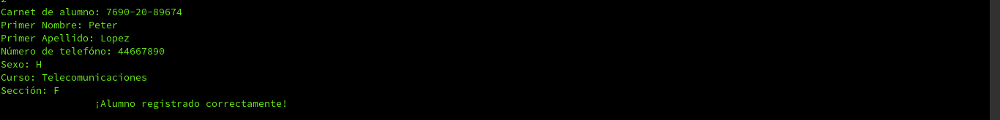 Carnet de alumno: 7690-20-89674
Primer Nombre: Peter
Primer Apellido: Lopez
Número de telefóno: 44667890
Sexo: H
Curso: Telecomunicaciones
Sección: F
¡Alumno registrado correctamente!